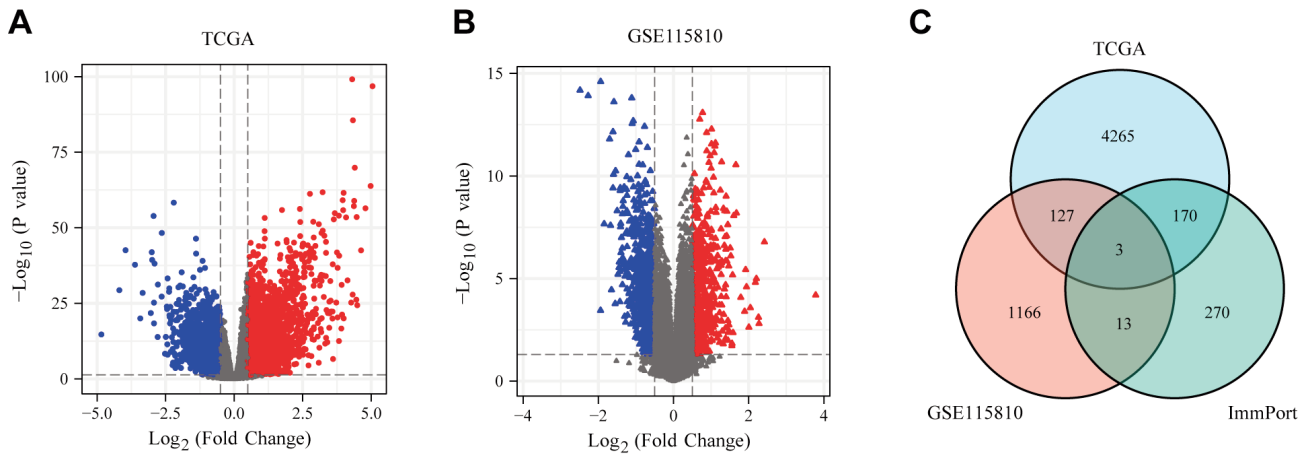 A
TCGA
100
75
50
25
0
−Log10 (P value)
−5.0
−2.5
0.0
2.5
5.0
Log2 (Fold Change)
B
GSE115810
15
10
5
0
−Log10 (P value)
−4
−2
0
2
4
Log2 (Fold Change)
C
TCGA
4265
127
170
3
1166
13
270
GSE115810
ImmPort